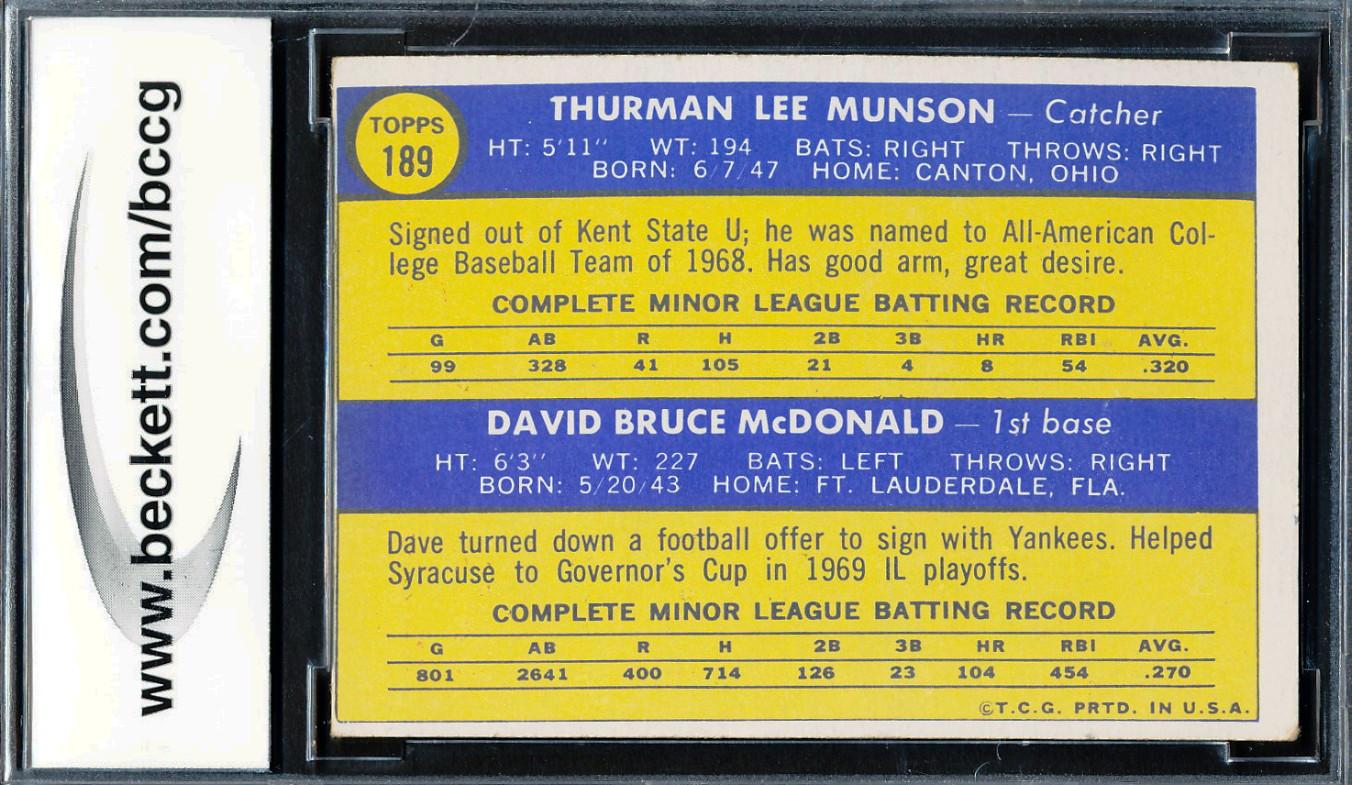 www.beckett.com/bccg
TOPPS
189
THURMAN LEE MUNSON — Catcher
HT: 5'11" WT: 194 BATS: RIGHT THROWS: RIGHT
BORN: 6/7/47 HOME: CANTON, OHIO
Signed out of Kent State U; he was named to All-American Col-
lege Baseball Team of 1968. Has good arm, great desire.
COMPLETE MINOR LEAGUE BATTING RECORD
G AB R H 2B 3B HR RBI AVG.
99 328 41 105 21 4 8 54 .320
DAVID BRUCE McDONALD — 1st base
HT: 6'3" WT: 227 BATS: LEFT THROWS: RIGHT
BORN: 5/20/43 HOME: FT. LAUDERDALE, FLA.
Dave turned down a football offer to sign with Yankees. Helped
Syracuse to Governor's Cup in 1969 IL playoffs.
COMPLETE MINOR LEAGUE BATTING RECORD
G AB R H 2B 3B HR RBI AVG.
801 2641 400 714 126 23 104 454 .270
©T.C.G. PRTD. IN U.S.A.